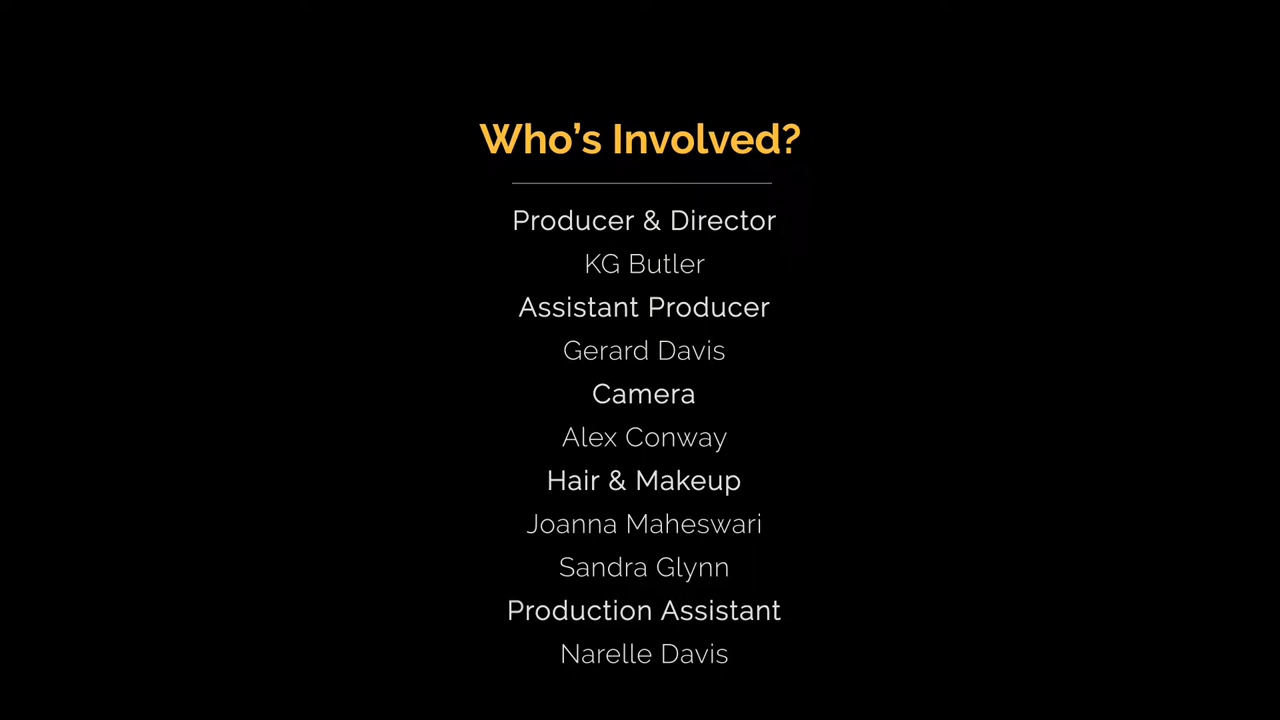 Who’s Involved?
Producer & Director
KG Butler
Assistant Producer
Gerard Davis
Camera
Alex Conway
Hair & Makeup
Joanna Maheswari
Sandra Glynn
Production Assistant
Narelle Davis